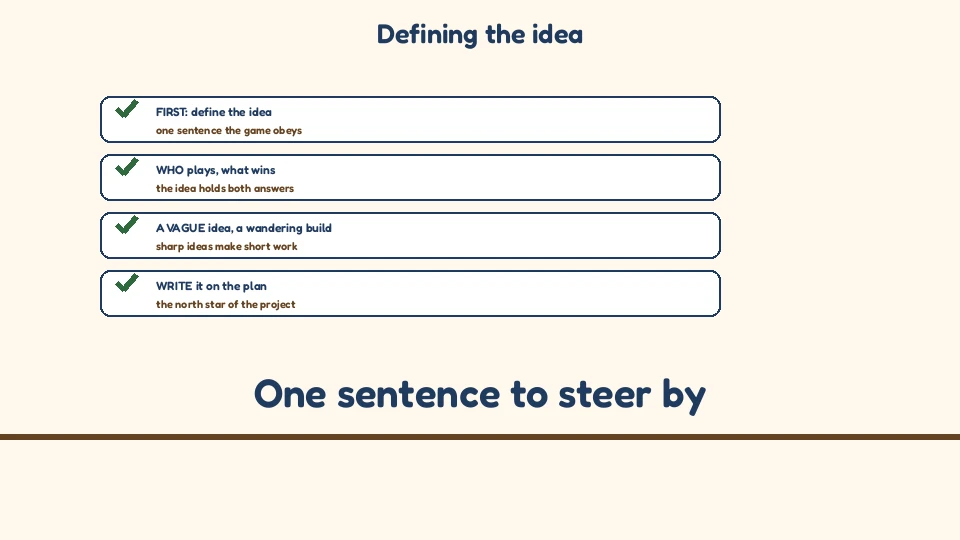 Defining the idea
FIRST: define the idea
one sentence the game obeys
WHO plays, what wins
the idea holds both answers
A VAGUE idea, a wandering build
sharp ideas make short work
WRITE it on the plan
the north star of the project
One sentence to steer by